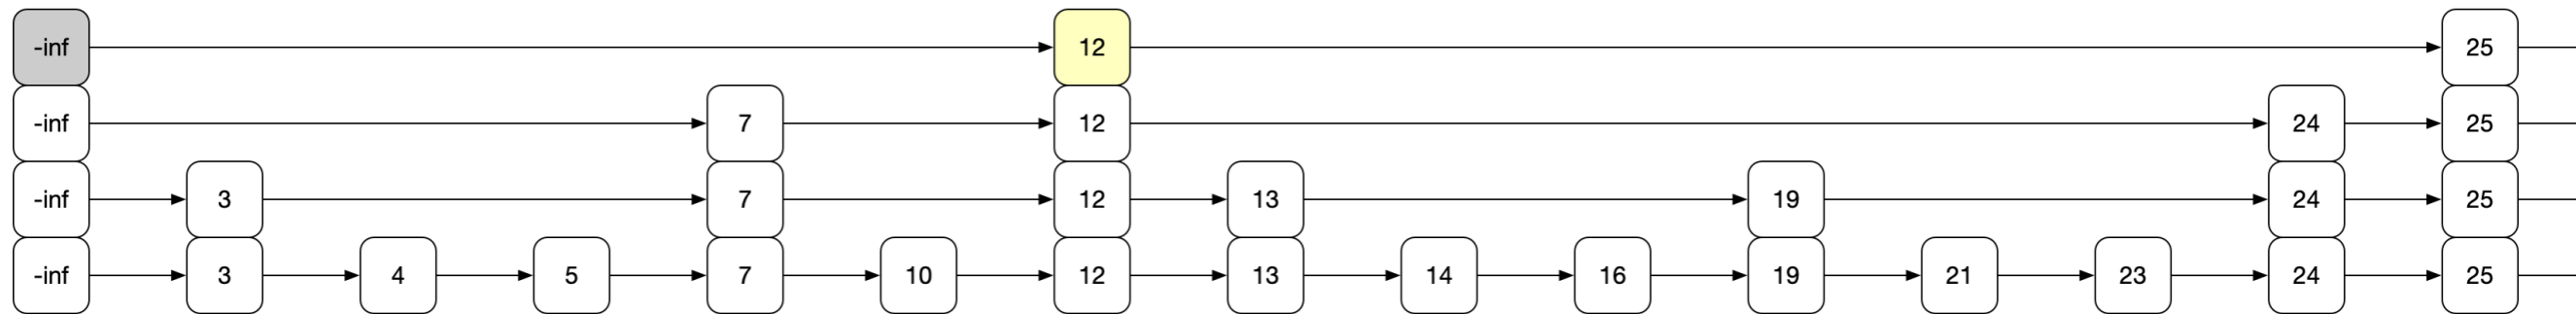 -inf 12 25
-inf 7 12 24 25
-inf 3 7 12 13 19 24 25
-inf 3 4 5 7 10 12 13 14 16 19 21 23 24 25